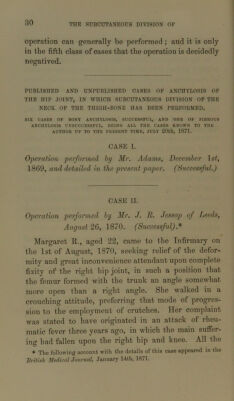 30 THE SUBCUTANEOUS DIVISION OF
operation can generally be performed; and it is only
in the fifth class of cases that the operation is decidedly
negatived.
PUBLISHED AND UNPUBLISHED CASES OF ANCHYLOSIS OF
THE HIP JOINT, IN WHICH SUBCUTANEOUS DIVISION OF THE
NECK OF THE THIGH-BONE HAS BEEN PERFORMED,
SIX CASES OF BONY ANCHYLOSIS, SUCCESSFUL, AND ONE OF FIBROUS
ANCHYLOSIS UNSUCCESSFUL, BEING ALL THE CASES KNOWN TO THE
AUTHOR UP TO THE PRESENT TIME, JULY 20th, 1871.
CASE I.
Operation performed by Mr. Adams, December 1st,
1869, and detailed in the present paper. (Successful.)
CASE II.
Operation performed by Mr. J. R. Jessop of Leeds,
August 26, 1870. (Successful).*
Margaret R., aged 22, came to the Infirmary on
the 1st of August, 1870, seeking relief of the defor-
mity and great inconvenience attendant upon complete
fixity of the right hip joint, in such a position that
the femur formed with the trunk an angle somewhat
more open than a right angle. She walked in a
crouching attitude, preferring that mode of progres-
sion to the employment of crutches. Her complaint
was stated to have originated in an attack of rheu-
matic fever three years ago, in which the main suffer-
ing had fallen upon the right hip and knee. All the
* The following account with the details of this case appeared in the
British Medical Journal, January 14th, 1871.